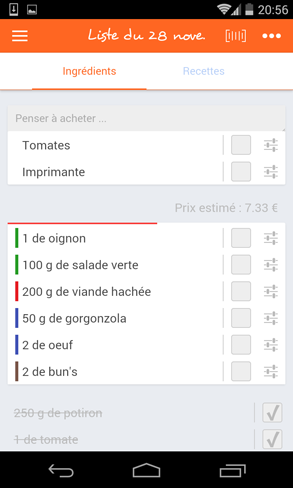 20:56
Liste du 28 nove.
Ingrédients
Recettes
Penser à acheter ...
Tomates
Imprimante
Prix estimé : 7.33 €
1 de oignon
100 g de salade verte
200 g de viande hachée
50 g de gorgonzola
2 de oeuf
2 de bun's
250 g de potiron
1 de tomate